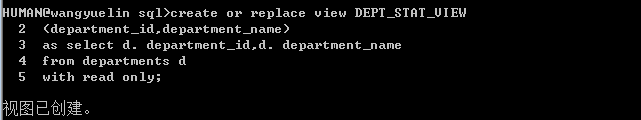 HUMAN@wangyuelin sql>create or replace view DEPT_STAT_VIEW
2 (department_id,department_name)
3 as select d. department_id,d. department_name
4 from departments d
5 with read only;
视图已创建。